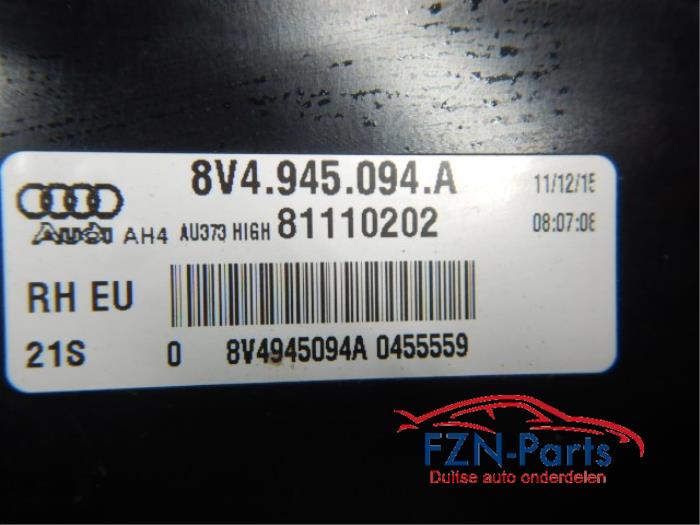 8V4.945.094.A 11/12/15
Audi AH4 AU373 HIGH 81110202 08:07:08
RH EU
21S 0 8V4945094A 0455559
FZN-Parts
Duitse auto onderdelen